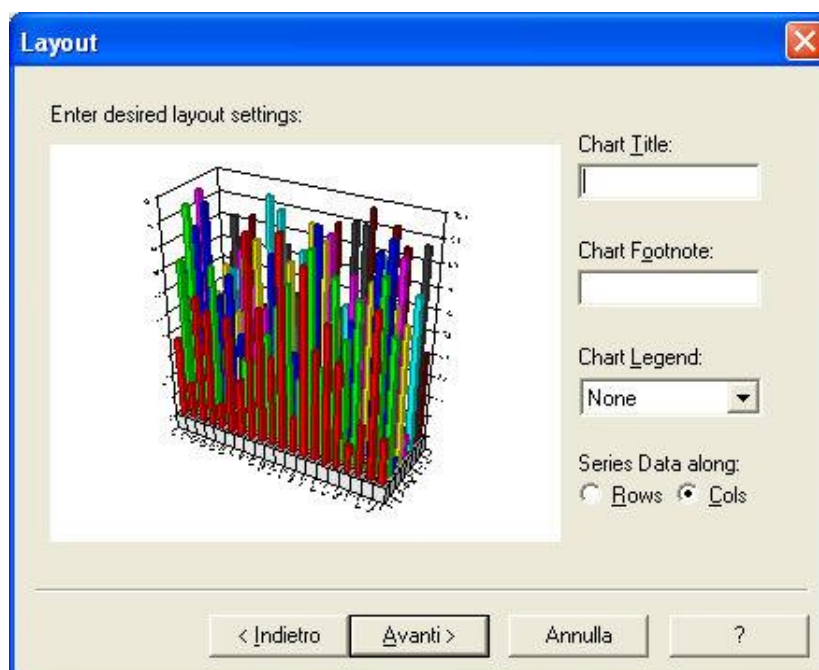 Layout
Enter desired layout settings:
Chart Title:
Chart Footnote:
Chart Legend:
None
Series Data along:
Rows
Cols
< Indietro
Avanti >
Annulla
?